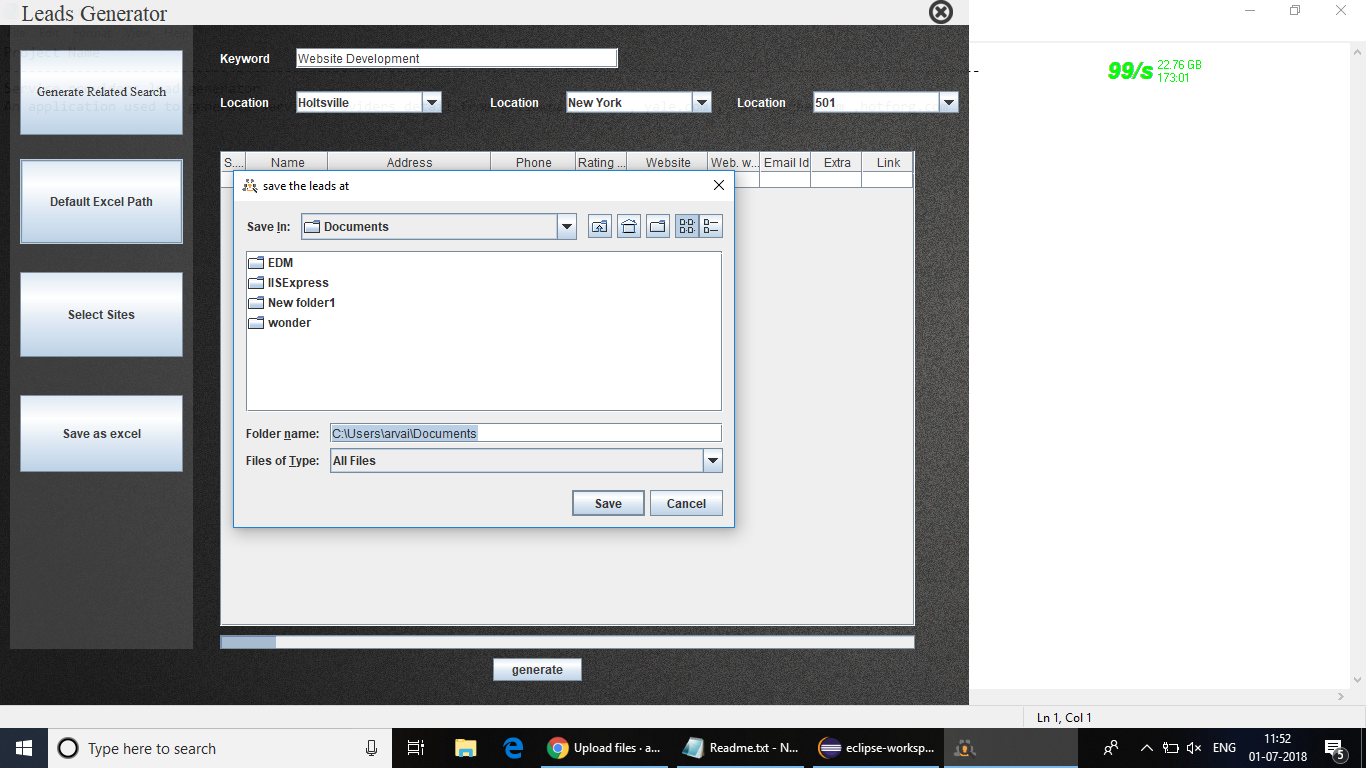 Leads Generator
Project Name
Generate Related Search
Default Excel Path
Select Sites
Save as excel
Keyword
Website Development
Location
Holtsville
Location
New York
Location
501
99/s
22.76 GB
173:01
S... Name Address Phone Rating ... Website Web. w... Email Id Extra Link
save the leads at
Save In:
Documents
EDM
IISExpress
New folder1
wonder
Folder name:
C:\Users\arvai\Documents
Files of Type:
All Files
Save
Cancel
generate
Ln 1, Col 1
Type here to search
Upload files · a...
Readme.txt - N...
eclipse-worksp...
ENG
11:52
01-07-2018
5